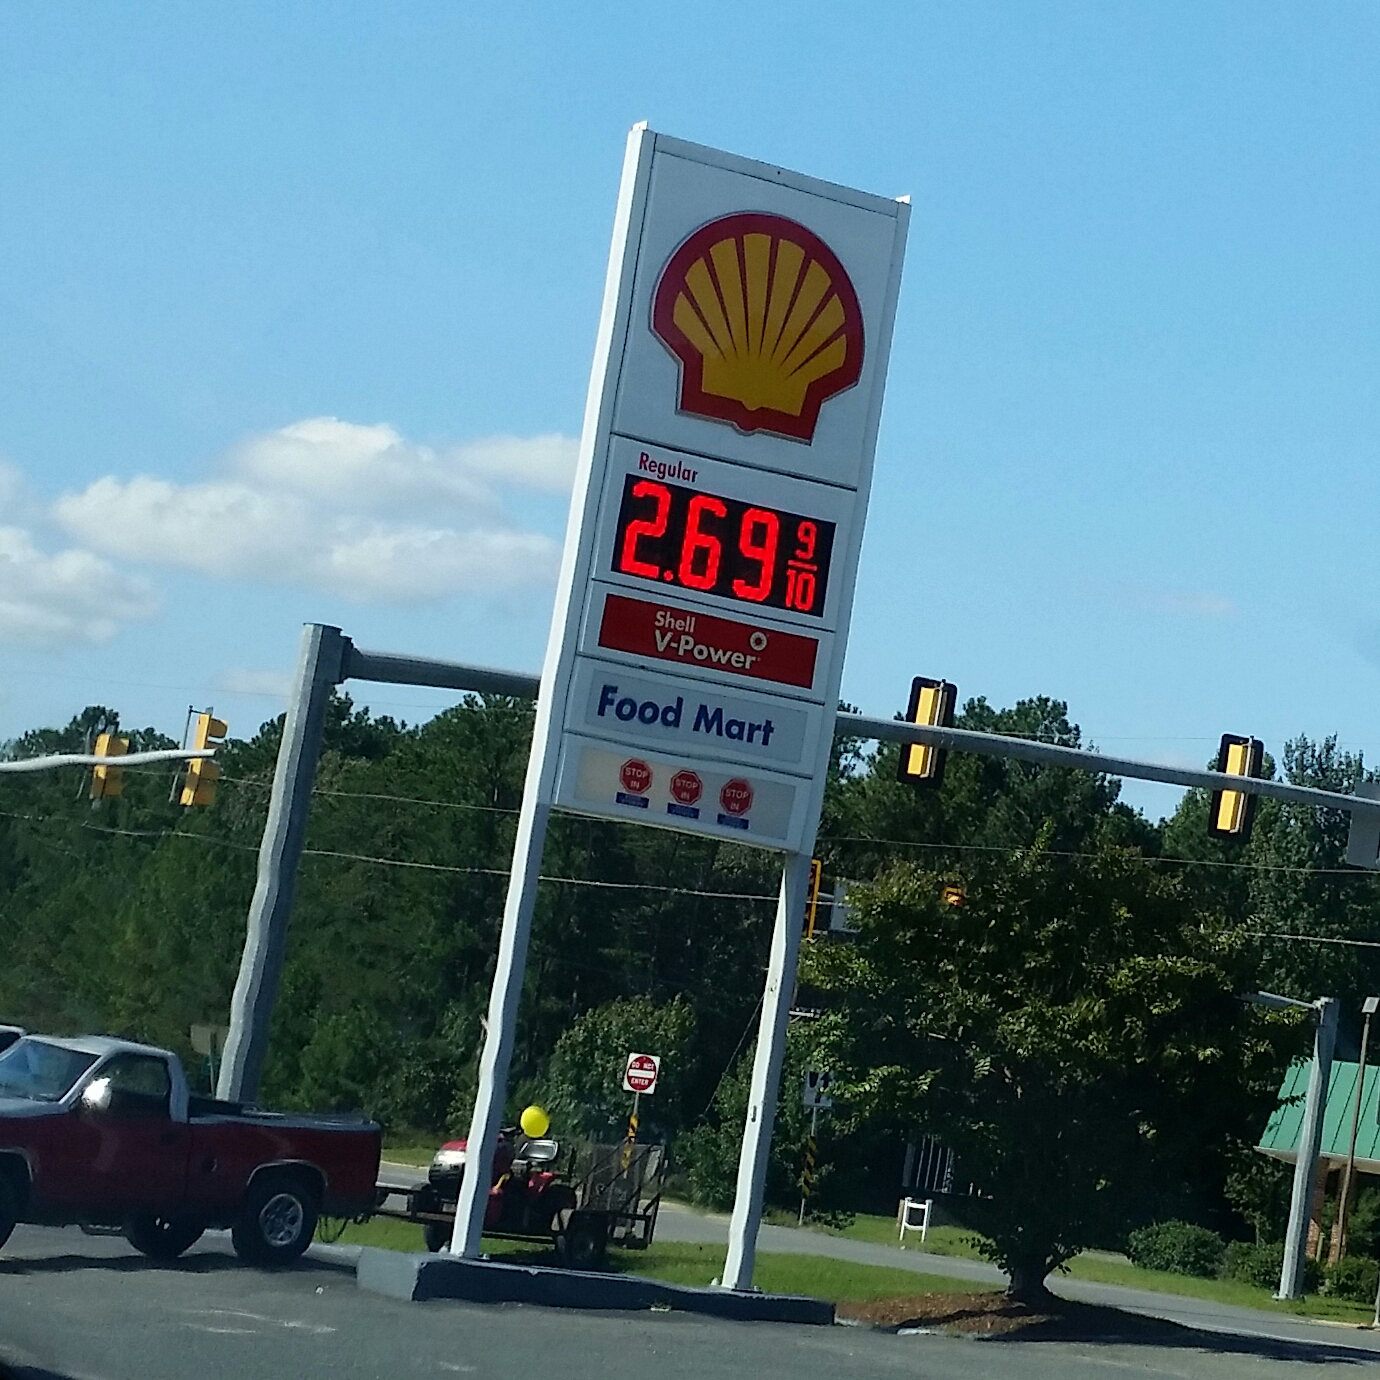 Regular
2.69 9/10
Shell
V-Power
Food Mart
STOP
IN
STOP
IN
STOP
IN
DO NOT
ENTER